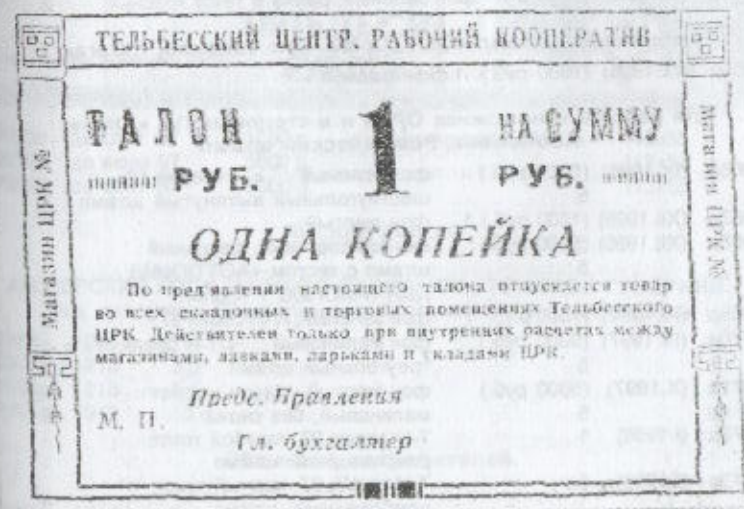 ТЕЛЬБЕССКИЙ ЦЕНТР. РАБОЧИЙ КООПЕРАТИВ
Магазин ЦРК №
ТАЛОН 1 НА СУММУ
РУБ. РУБ.
ОДНА КОПЕЙКА
По предъявлении настоящего талона отпускается товар
во всех складочных и торговых помещениях Тельбесского
ЦРК. Действителен только при внутренних расчетах между
магазинами, лавками, ларьками и складами ЦРК.
Предс. Правления
М. П.
Гл. бухгалтер
Магазин ЦРК №